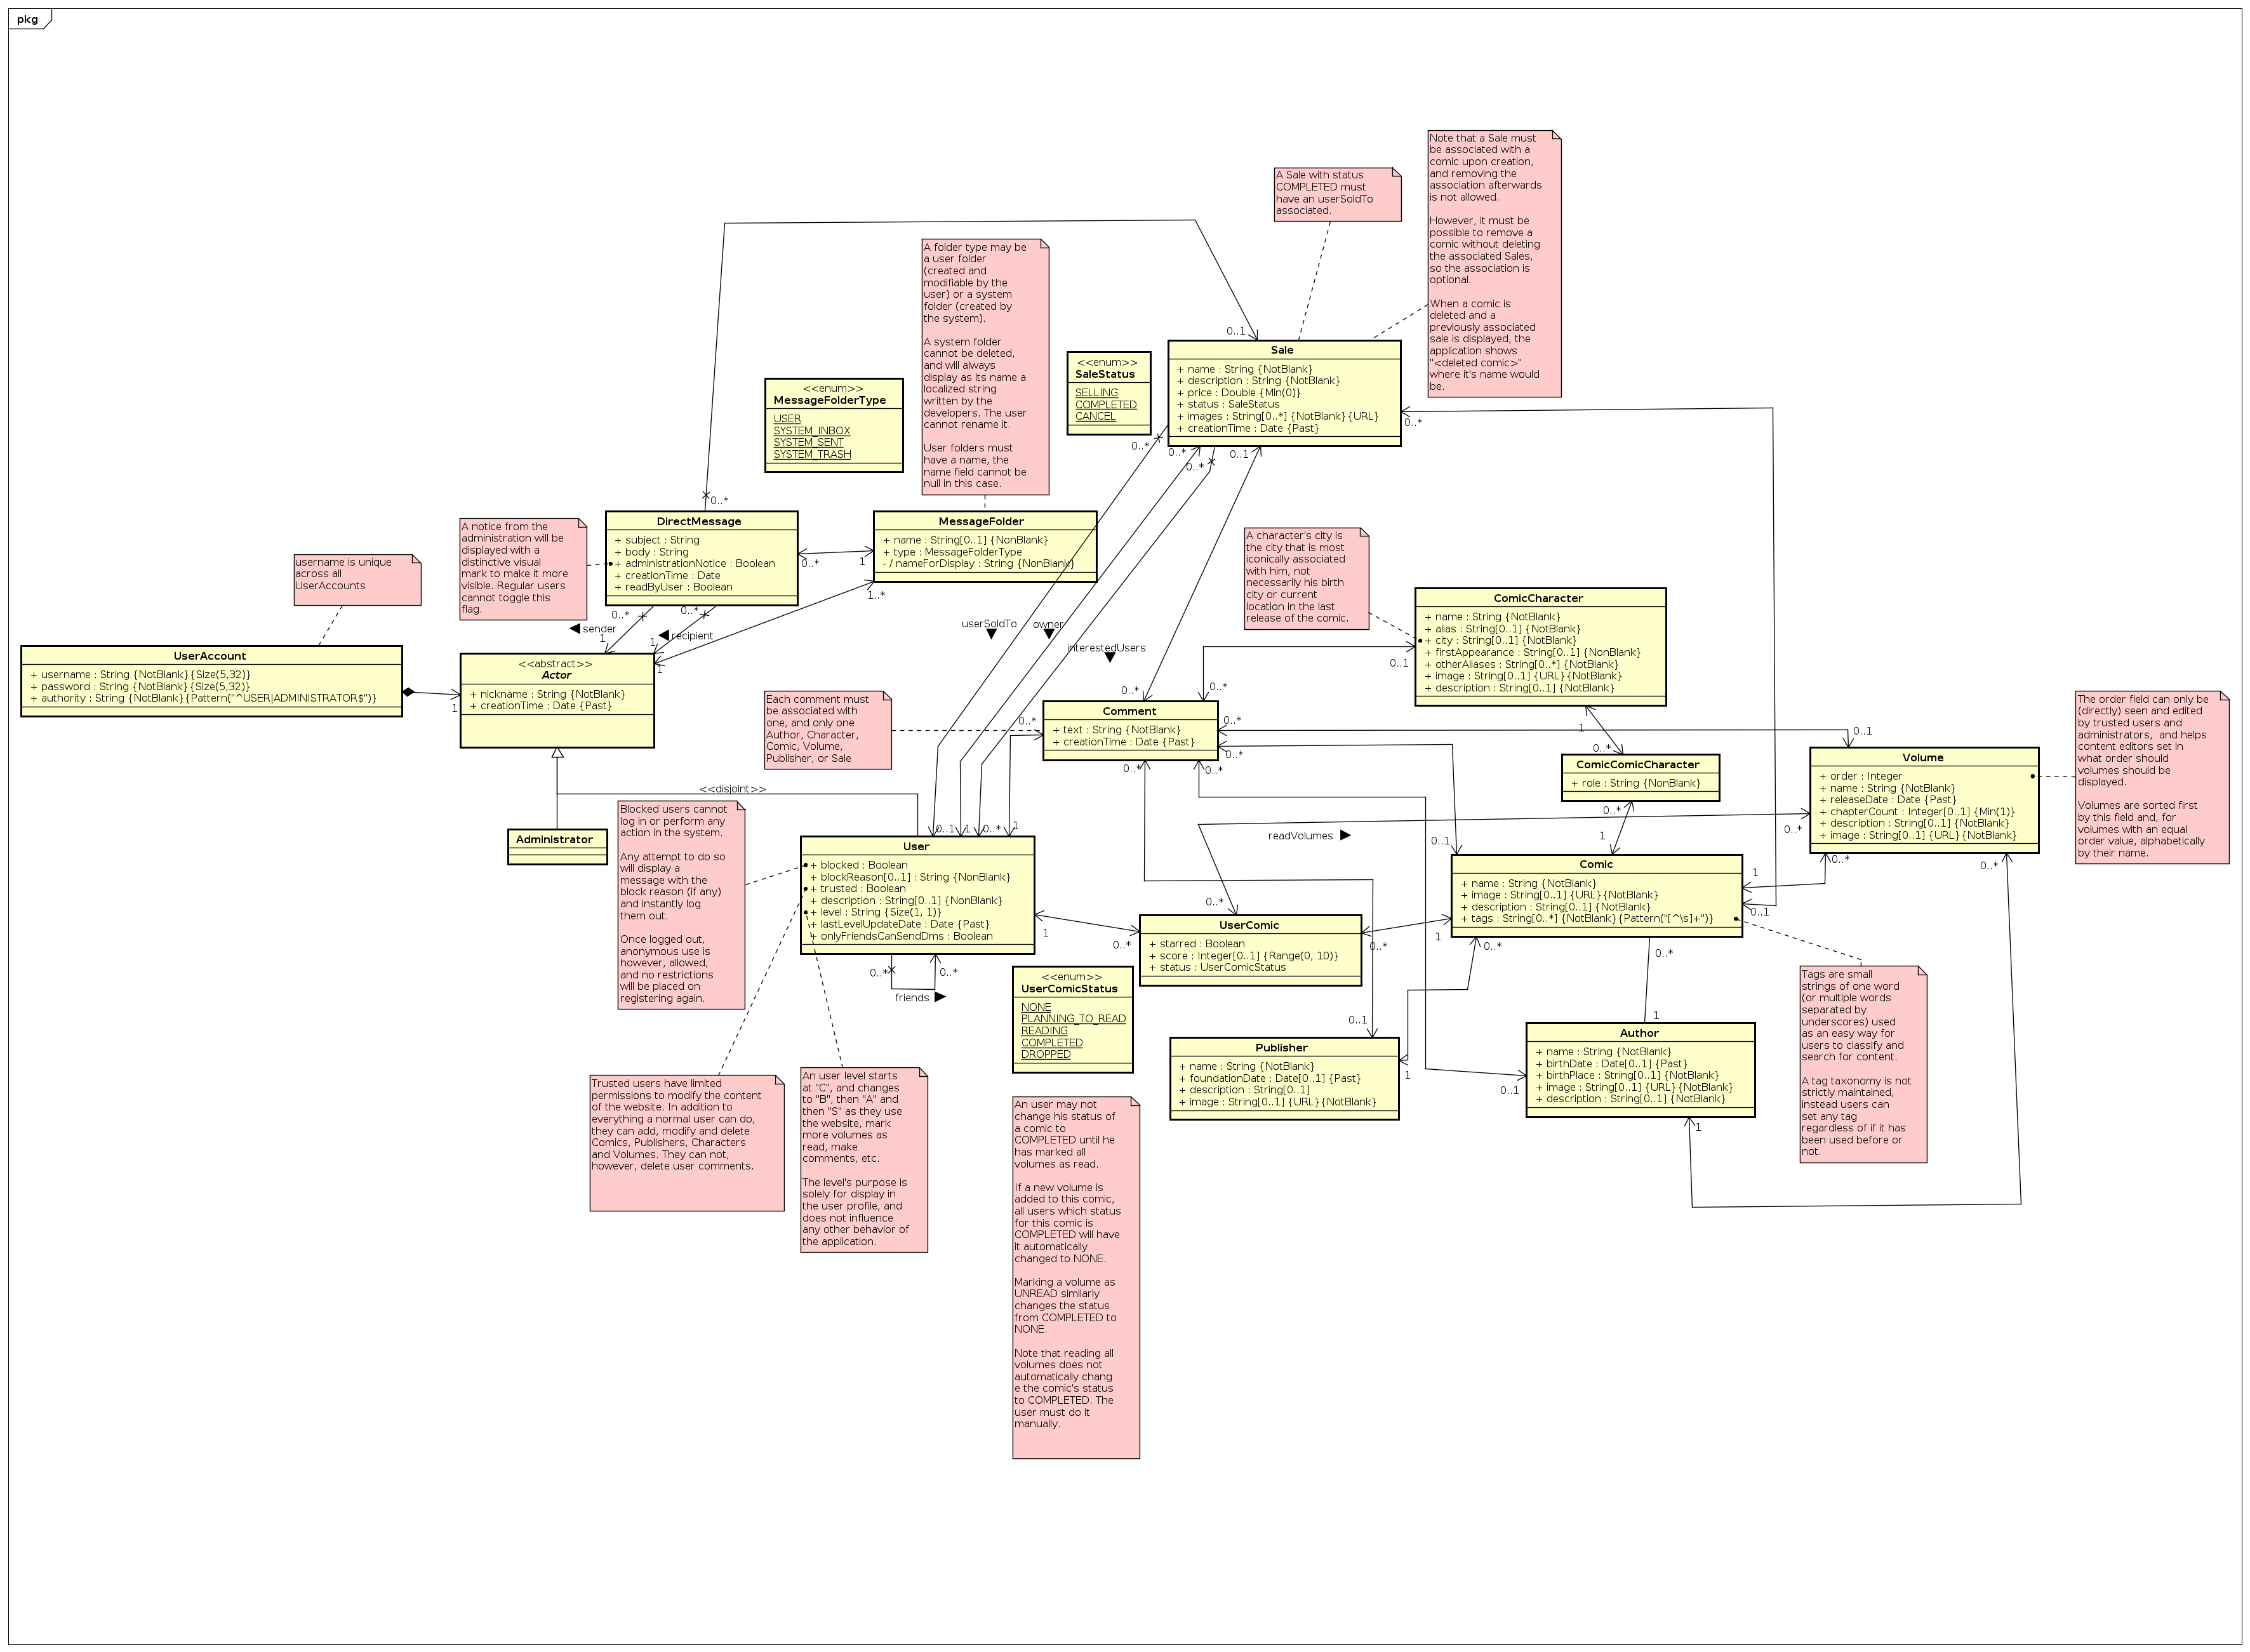 pkg
Note that a Sale must
be associated with a
comic upon creation,
and removing the
association afterwards
is not allowed.
However, it must be
possible to remove a
comic without deleting
the associated Sales,
so the association is
optional.
When a comic is
deleted and a
previously associated
sale is displayed, the
application shows
"<deleted comic>"
where it's name would
be.
A Sale with status
COMPLETED must
have an userSoldTo
associated.
A folder type may be
a user folder
(created and
modifiable by the
user) or a system
folder (created by
the system).
A system folder
cannot be deleted,
and will always
display as its name a
localized string
written by the
developers. The user
cannot rename it.
User folders must
have a name, the
name field cannot be
null in this case.
<<enum>>
MessageFolderType
USER
SYSTEM_INBOX
SYSTEM_SENT
SYSTEM_TRASH
<<enum>>
SaleStatus
SELLING
COMPLETED
CANCEL
0..1
Sale
+ name : String {NotBlank}
+ description : String {NotBlank}
+ price : Double {Min(0)}
+ status : SaleStatus
+ images : String[0..*] {NotBlank}{URL}
+ creationTime : Date {Past}
0..*
0..*
0..*
0..*
0..1
0..*
DirectMessage
+ subject : String
+ body : String
+ administrationNotice : Boolean
+ creationTime : Date
+ readByUser : Boolean
0..*
1
MessageFolder
+ name : String[0..1] {NonBlank}
+ type : MessageFolderType
- / nameForDisplay : String {NonBlank}
1..*
A notice from the
administration will be
displayed with a
distinctive visual
mark to make it more
visible. Regular users
cannot toggle this
flag.
username is unique
across all
UserAccounts
0..*
0..*
sender
1
recipient
1
1
UserAccount
+ username : String {NotBlank}{Size(5,32)}
+ password : String {NotBlank}{Size(5,32)}
+ authority : String {NotBlank}{Pattern("^USER|ADMINISTRATOR$")}
1
<<abstract>>
Actor
+ nickname : String {NotBlank}
+ creationTime : Date {Past}
userSoldTo
owner
interestedUsers
A character's city is
the city that is most
iconically associated
with him, not
necessarily his birth
city or current
location in the last
release of the comic.
ComicCharacter
+ name : String {NotBlank}
+ alias : String[0..1] {NotBlank}
+ city : String[0..1] {NotBlank}
+ firstAppearance : String[0..1] {NonBlank}
+ otherAliases : String[0..*] {NotBlank}
+ image : String[0..1] {URL}{NotBlank}
+ description : String[0..1] {NotBlank}
0..1
0..*
1
0..*
Each comment must
be associated with
one, and only one
Author, Character,
Comic, Volume,
Publisher, or Sale
0..*
0..*
Comment
+ text : String {NotBlank}
+ creationTime : Date {Past}
0..*
0..*
0..*
0..*
0..1
ComicComicCharacter
+ role : String {NonBlank}
0..*
1
Volume
+ order : Integer
+ name : String {NotBlank}
+ releaseDate : Date {Past}
+ chapterCount : Integer[0..1] {Min(1)}
+ description : String[0..1] {NotBlank}
+ image : String[0..1] {URL}{NotBlank}
0..*
0..*
0..*
The order field can only be
(directly) seen and edited
by trusted users and
administrators,  and helps
content editors set in
what order should
volumes should be
displayed.
Volumes are sorted first
by this field and, for
volumes with an equal
order value, alphabetically
by their name.
<<disjoint>>
Administrator
Blocked users cannot
log in or perform any
action in the system.
Any attempt to do so
will display a
message with the
block reason (if any)
and instantly log
them out.
Once logged out,
anonymous use is
however, allowed,
and no restrictions
will be placed on
registering again.
0..1
1
0..*
1
User
+ blocked : Boolean
+ blockReason[0..1] : String {NonBlank}
+ trusted : Boolean
+ description : String[0..1] {NonBlank}
+ level : String {Size(1, 1)}
+ lastLevelUpdateDate : Date {Past}
+ onlyFriendsCanSendDms : Boolean
0..*
0..*
friends
1
0..*
readVolumes
0..*
UserComic
+ starred : Boolean
+ score : Integer[0..1] {Range(0, 10)}
+ status : UserComicStatus
0..*
1
0..1
Comic
+ name : String {NotBlank}
+ image : String[0..1] {URL}{NotBlank}
+ description : String[0..1] {NotBlank}
+ tags : String[0..*] {NotBlank}{Pattern("[^\s]+")}
1
0..1
0..*
0..*
<<enum>>
UserComicStatus
NONE
PLANNING_TO_READ
READING
COMPLETED
DROPPED
0..1
Publisher
+ name : String {NotBlank}
+ foundationDate : Date[0..1] {Past}
+ description : String[0..1]
+ image : String[0..1] {URL}{NotBlank}
1
1
Author
+ name : String {NotBlank}
+ birthDate : Date[0..1] {Past}
+ birthPlace : String[0..1] {NotBlank}
+ image : String[0..1] {URL}{NotBlank}
+ description : String[0..1] {NotBlank}
0..1
1
Tags are small
strings of one word
(or multiple words
separated by
underscores) used
as an easy way for
users to classify and
search for content.
A tag taxonomy is not
strictly maintained,
instead users can
set any tag
regardless of if it has
been used before or
not.
Trusted users have limited
permissions to modify the content
of the website. In addition to
everything a normal user can do,
they can add, modify and delete
Comics, Publishers, Characters
and Volumes. They can not,
however, delete user comments.
An user level starts
at "C", and changes
to "B", then "A" and
then "S" as they use
the website, mark
more volumes as
read, make
comments, etc.
The level's purpose is
solely for display in
the user profile, and
does not influence
any other behavior of
the application.
An user may not
change his status of
a comic to
COMPLETED until he
has marked all
volumes as read.
If a new volume is
added to this comic,
all users which status
for this comic is
COMPLETED will have
it automatically
changed to NONE.
Marking a volume as
UNREAD similarly
changes the status
from COMPLETED to
NONE.
Note that reading all
volumes does not
automatically chang
e the comic's status
to COMPLETED. The
user must do it
manually.